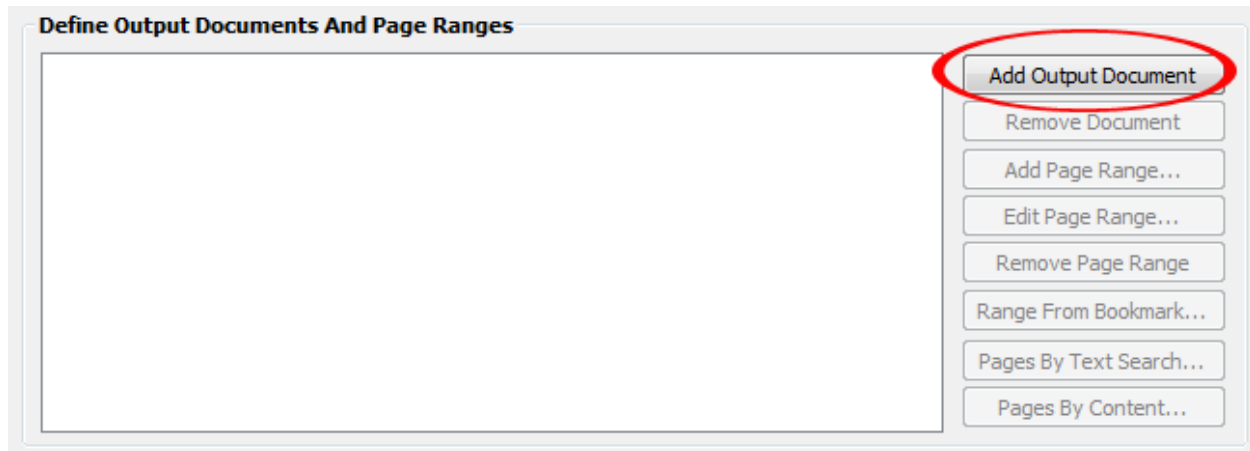 Define Output Documents And Page Ranges
Add Output Document
Remove Document
Add Page Range...
Edit Page Range...
Remove Page Range
Range From Bookmark...
Pages By Text Search...
Pages By Content...